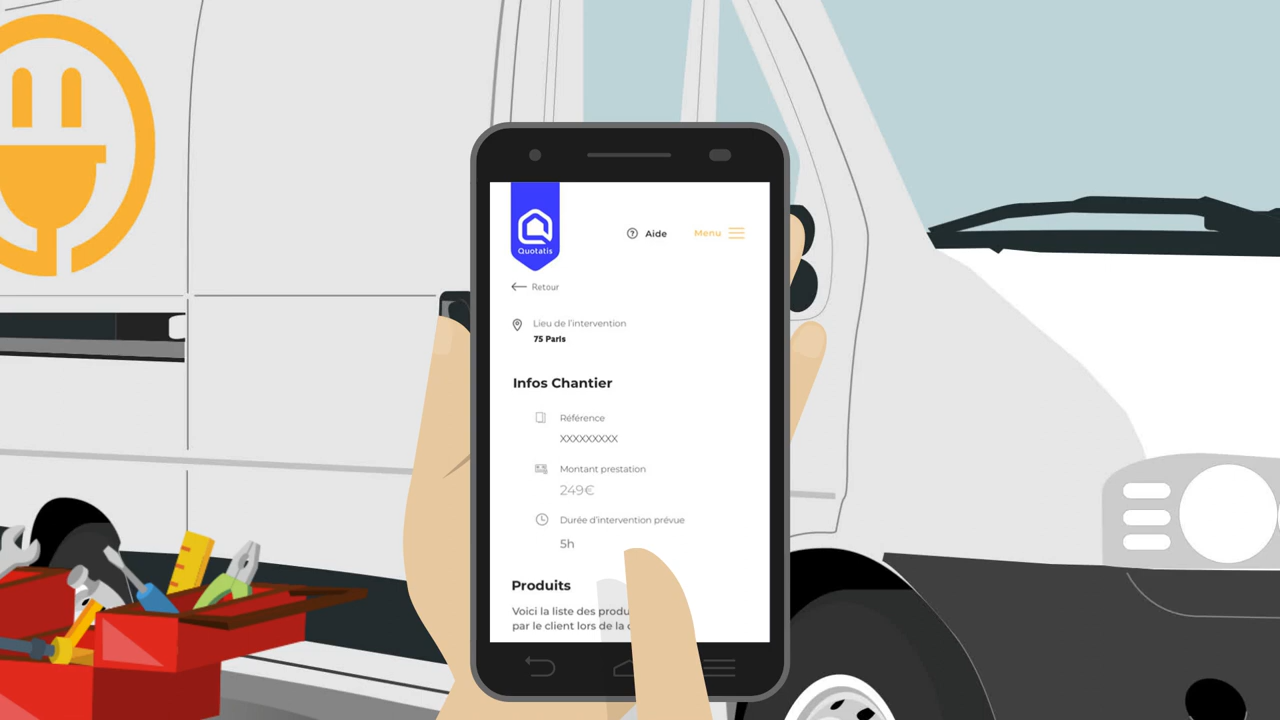 Quotatis
? Aide
Menu
Retour
Lieu de l'intervention
75 Paris
Infos Chantier
Référence
XXXXXXXXX
Montant prestation
249€
Durée d'intervention prévue
5h
Produits
Voici la liste des produ
par le client lors de la